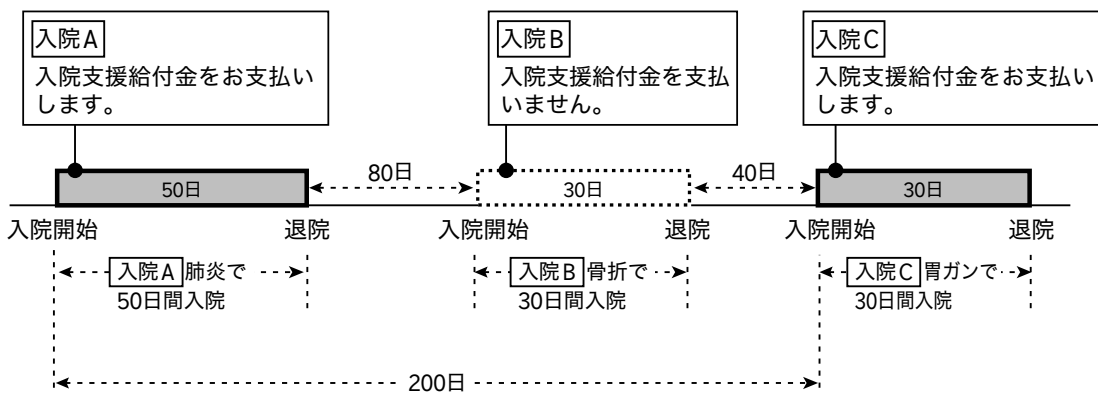 入院A
入院支援給付金をお支払い
します。
入院B
入院支援給付金を支払
いません。
入院C
入院支援給付金をお支払い
します。
50日
80日
30日
40日
30日
入院開始
退院
入院開始
退院
入院開始
退院
入院A 肺炎で
50日間入院
入院B 骨折で
30日間入院
入院C 胃ガンで
30日間入院
200日